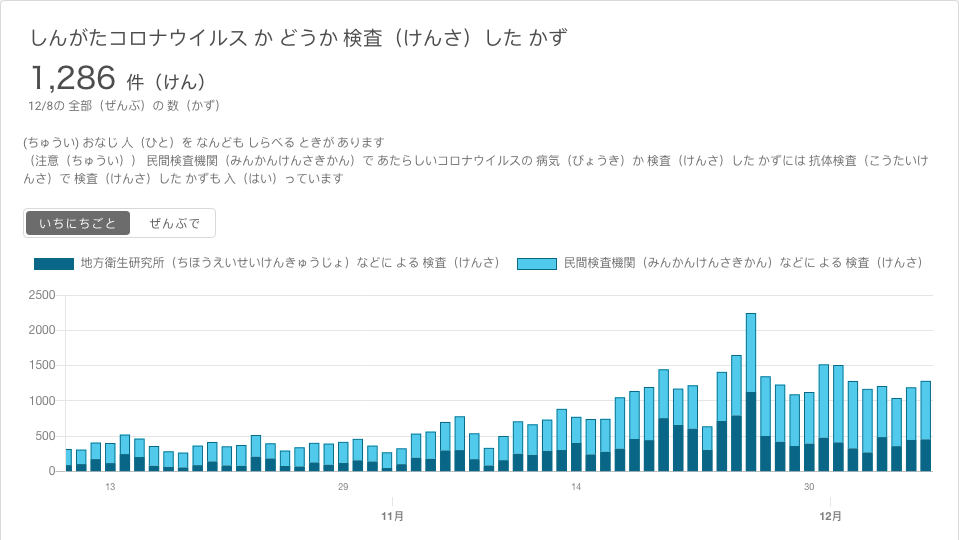 しんがたコロナウイルス か どうか 検査（けんさ）した かず
1,286 件（けん）
12/8の 全部（ぜんぶ）の 数（かず）
(ちゅうい) おなじ 人（ひと）を なんども しらべる ときが あります
（注意（ちゅうい）） 民間検査機関（みんかんけんさきかん）で あたらしいコロナウイルスの 病気（びょうき）か 検査（けんさ）した かずには 抗体検査（こうたいけ
んさ）で 検査（けんさ）した かずも 入（はい）っています
いちにちごと ぜんぶで
地方衛生研究所（ちほうえいせいけんきゅうじょ）などに よる 検査（けんさ） 民間検査機関（みんかんけんさきかん）などに よる 検査（けんさ）
2500
2000
1500
1000
500
0
13 29 14 30
11月 12月